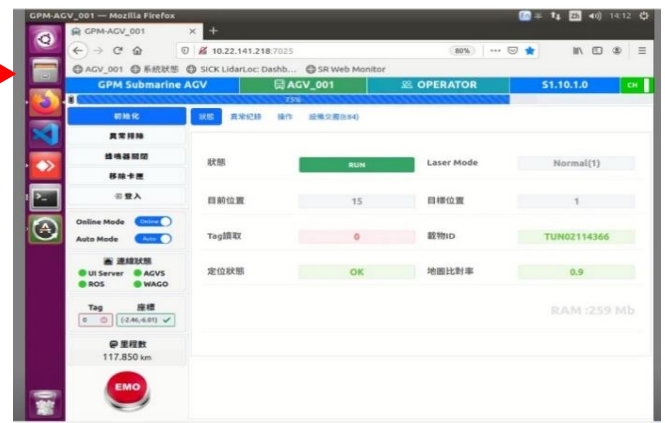 GPM-AGV_001 — Mozilla Firefox
Zh
14:12
GPM-AGV_001
10.22.141.218:7025
80%
AGV_001
系統狀態
SICK LidarLoc: Dashb...
SR Web Monitor
GPM Submarine AGV
AGV_001
OPERATOR
S1.10.1.0
CH
73%
初始化
狀態
異常紀錄
操作
設備交握(E84)
異常排除
蜂鳴器關閉
移除卡匣
登入
狀態
RUN
Laser Mode
Normal(1)
目前位置
15
目標位置
1
Online Mode
Online
Auto Mode
Auto
Tag讀取
0
載物ID
TUN02114366
連線狀態
UI Server
AGVS
ROS
WAGO
定位狀態
OK
地圖比對率
0.9
Tag
座標
0
(-2.46,-6.01)
RAM :259 Mb
里程數
117.850 km
EMO